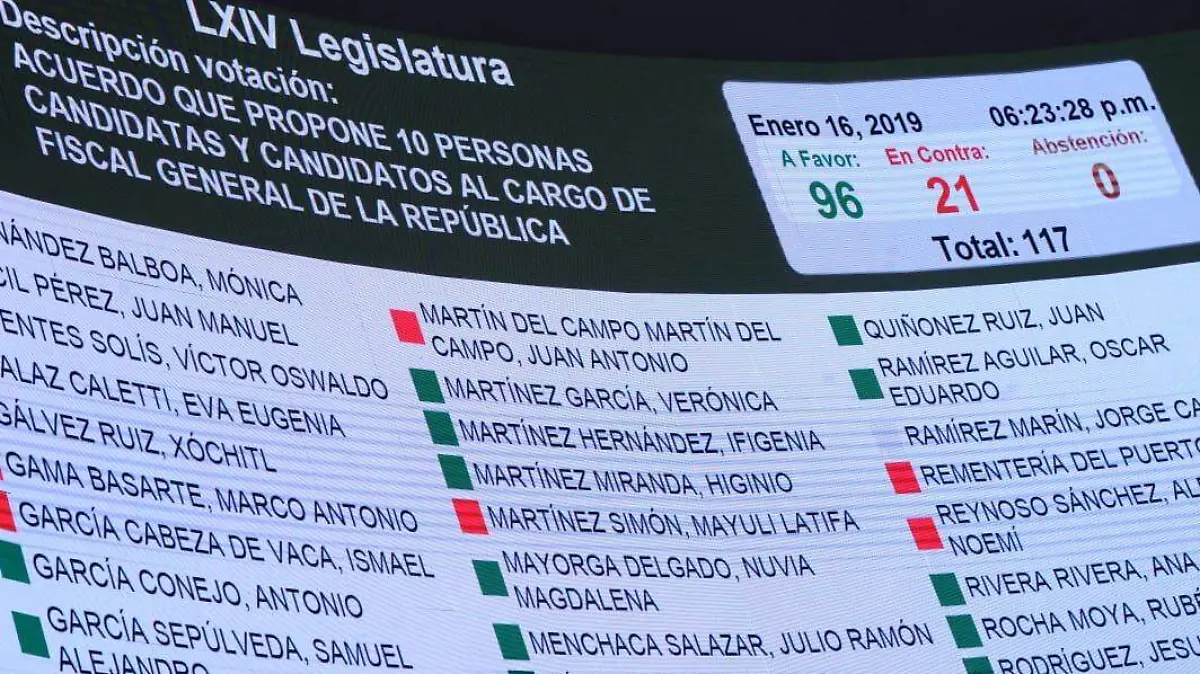 LXIV Legislatura
Descripción votación:
ACUERDO QUE PROPONE 10 PERSONAS
CANDIDATAS Y CANDIDATOS AL CARGO DE
FISCAL GENERAL DE LA REPÚBLICA
Enero 16, 2019 06:23:28 p.m.
A Favor: En Contra: Abstención:
96 21 0
Total: 117
BALBOA, MÓNICA
PÉREZ, JUAN MANUEL
SOLÍS, VÍCTOR OSWALDO
CALETTI, EVA EUGENIA
GÁLVEZ RUIZ, XÓCHITL
GAMA BASARTE, MARCO ANTONIO
GARCÍA CABEZA DE VACA, ISMAEL
GARCÍA CONEJO, ANTONIO
GARCÍA SEPÚLVEDA, SAMUEL
ALEJANDRO
MARTÍN DEL CAMPO MARTÍN DEL
CAMPO, JUAN ANTONIO
MARTÍNEZ GARCÍA, VERÓNICA
MARTÍNEZ HERNÁNDEZ, IFIGENIA
MARTÍNEZ MIRANDA, HIGINIO
MARTÍNEZ SIMÓN, MAYULI LATIFA
MAYORGA DELGADO, NUVIA
MAGDALENA
MENCHACA SALAZAR, JULIO RAMÓN
QUIÑONEZ RUIZ, JUAN
RAMÍREZ AGUILAR, OSCAR
EDUARDO
RAMÍREZ MARÍN, JORGE
REMENTERÍA DEL PUERTO
REYNOSO SÁNCHEZ,
NOEMÍ
RIVERA RIVERA, ANA
ROCHA MOYA,
RODRÍGUEZ,